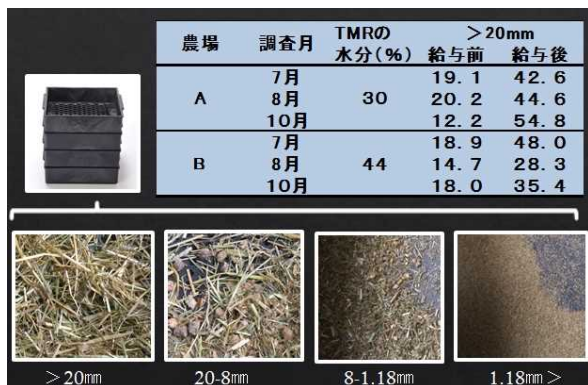 農場 調査月 TMRの水分(%) >20mm
給与前 給与後
A 7月 30 19.1 42.6
8月 20.2 44.6
10月 12.2 54.8
B 7月 44 18.9 48.0
8月 14.7 28.3
10月 18.0 35.4
>20㎜ 20-8㎜ 8-1.18㎜ 1.18㎜>